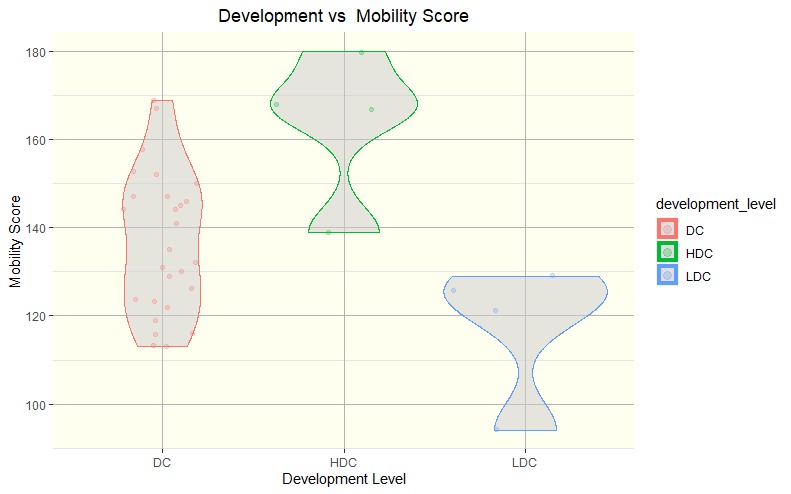 Development vs  Mobility Score
Mobility Score
180
160
140
120
100
DC
HDC
LDC
Development Level
development_level
DC
HDC
LDC